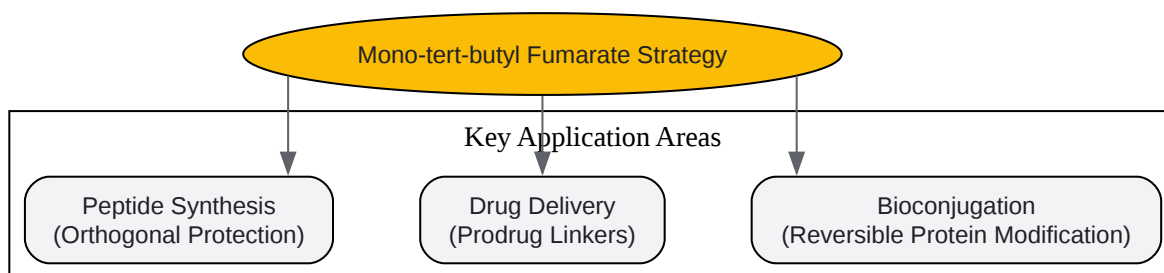 Mono-tert-butyl Fumarate Strategy
Key Application Areas
Peptide Synthesis
(Orthogonal Protection)
Drug Delivery
(Prodrug Linkers)
Bioconjugation
(Reversible Protein Modification)